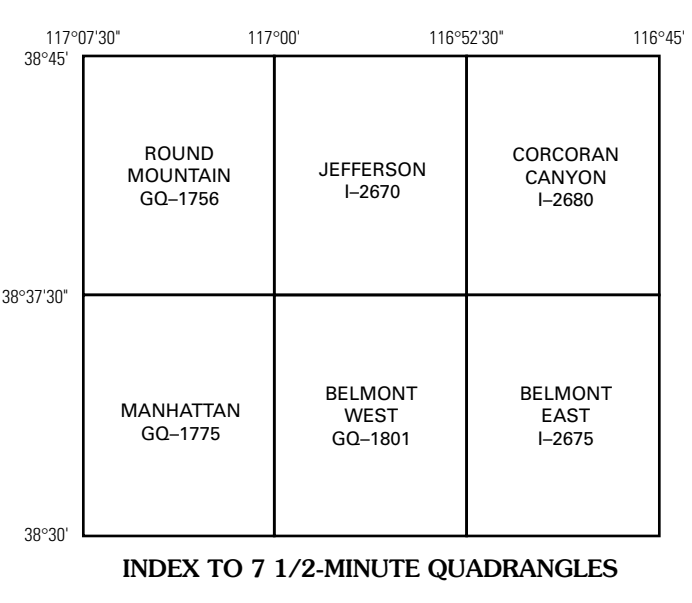 117°07'30" 117°00' 116°52'30" 116°45'
38°45'
ROUND
MOUNTAIN
GQ–1756
JEFFERSON
I–2670
CORCORAN
CANYON
I–2680
38°37'30"
MANHATTAN
GQ–1775
BELMONT
WEST
GQ–1801
BELMONT
EAST
I–2675
38°30'
INDEX TO 7 1/2-MINUTE QUADRANGLES